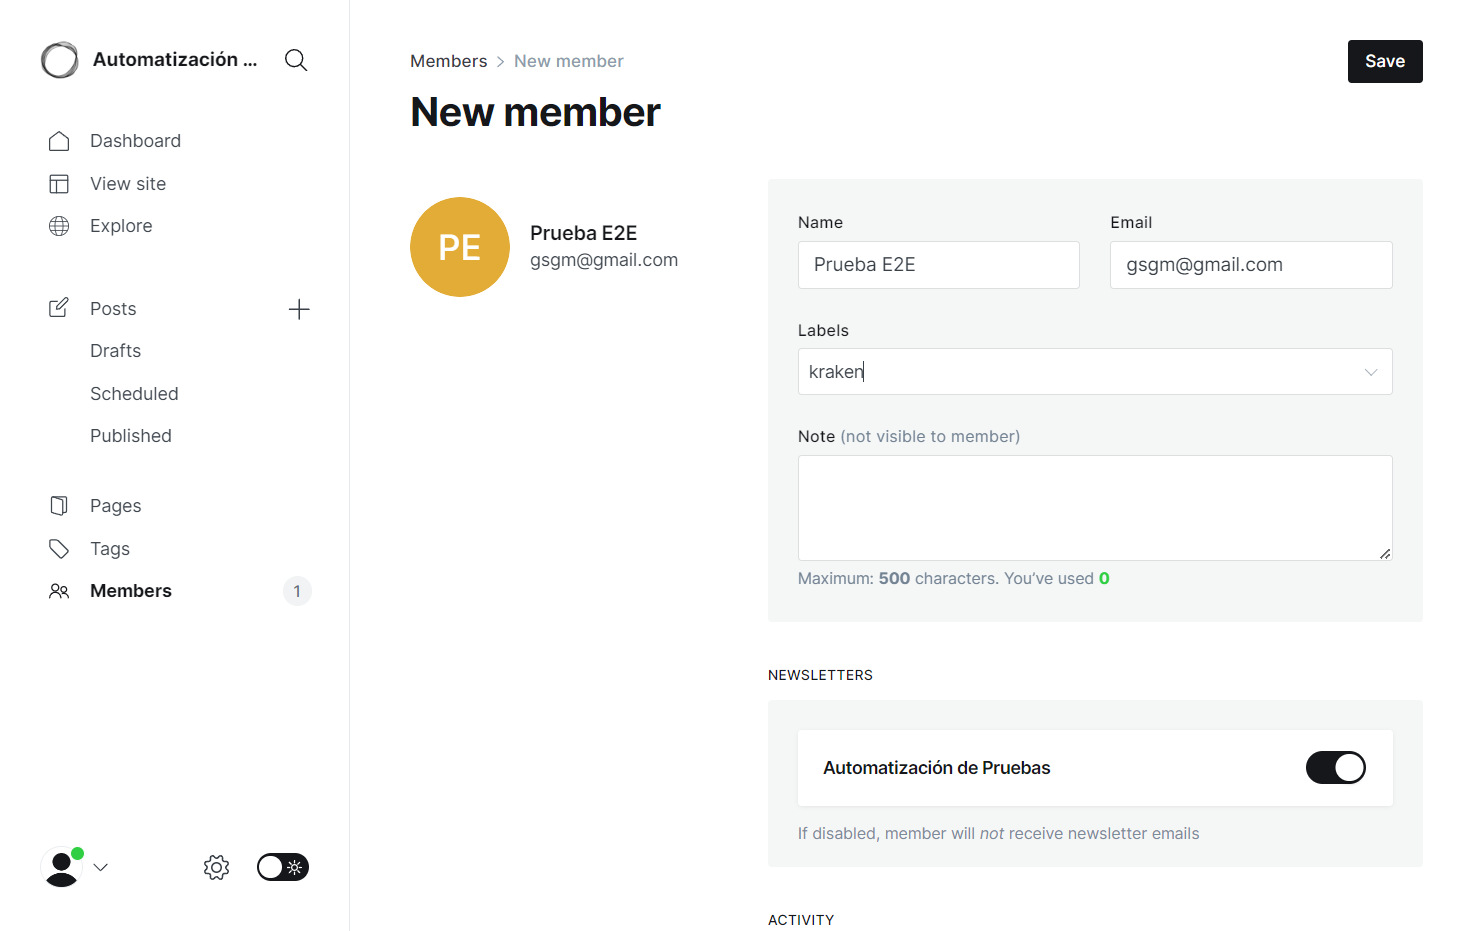 Automatización ...
Dashboard
View site
Explore
Posts
Drafts
Scheduled
Published
Pages
Tags
Members 1
Members > New member
Save
New member
PE
Prueba E2E
gsgm@gmail.com
Name
Prueba E2E
Email
gsgm@gmail.com
Labels
kraken
Note (not visible to member)
Maximum: 500 characters. You’ve used 0
NEWSLETTERS
Automatización de Pruebas
If disabled, member will not receive newsletter emails
ACTIVITY